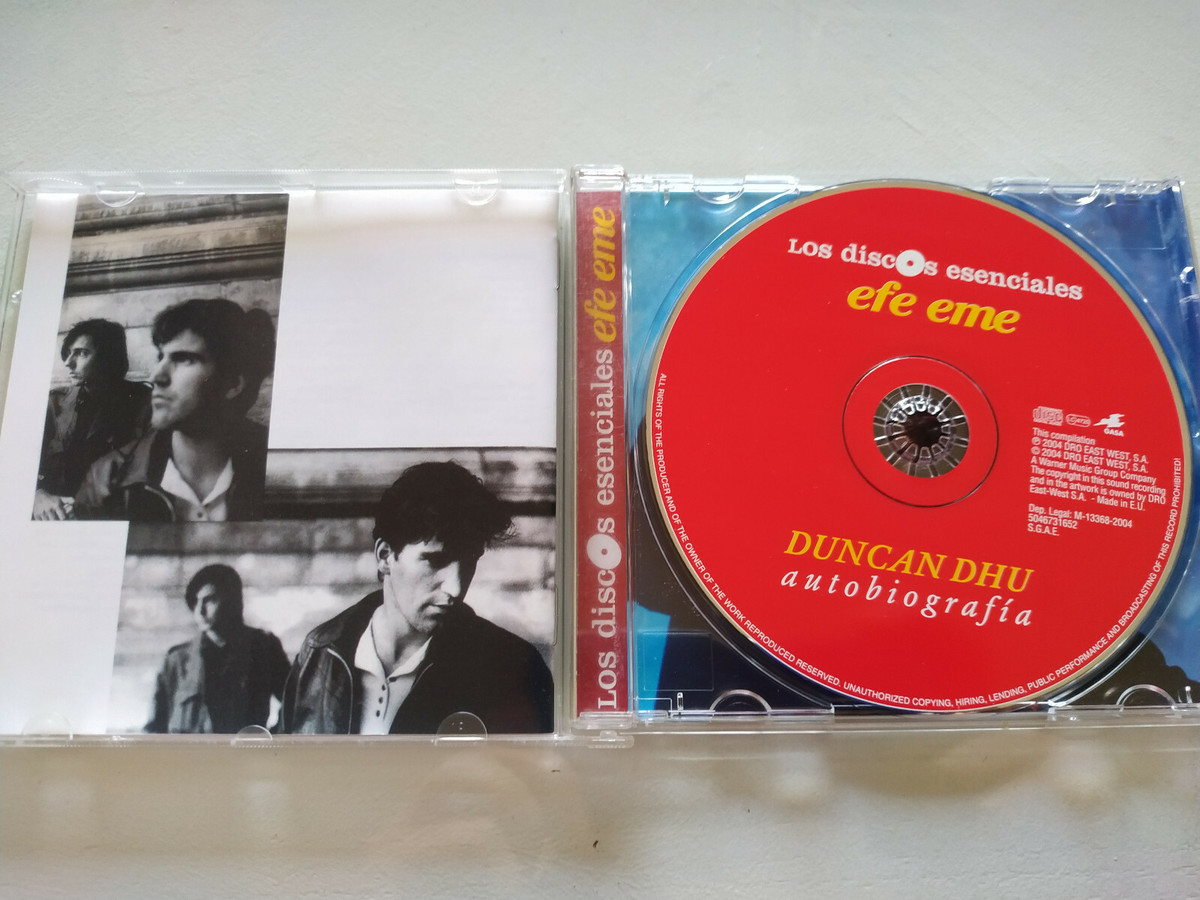 Los discos esenciales efe eme
Los discos esenciales
efe eme
disc
GASA
This compilation
℗ 2004 DRO EAST WEST, S.A.
© 2004 DRO EAST WEST, S.A.
A Warner Music Group Company
The copyright in this sound recording
and in the artwork is owned by DRO
East-West S.A. - Made in E.U.
Dep. Legal: M-13368-2004
5046731652
S.G.A.E.
DUNCAN DHU
autobiografía
ALL RIGHTS OF THE PRODUCER AND OF THE OWNER OF THE WORK REPRODUCED RESERVED. UNAUTHORIZED COPYING, HIRING, LENDING, PUBLIC PERFORMANCE AND BROADCASTING OF THIS RECORD PROHIBITED!